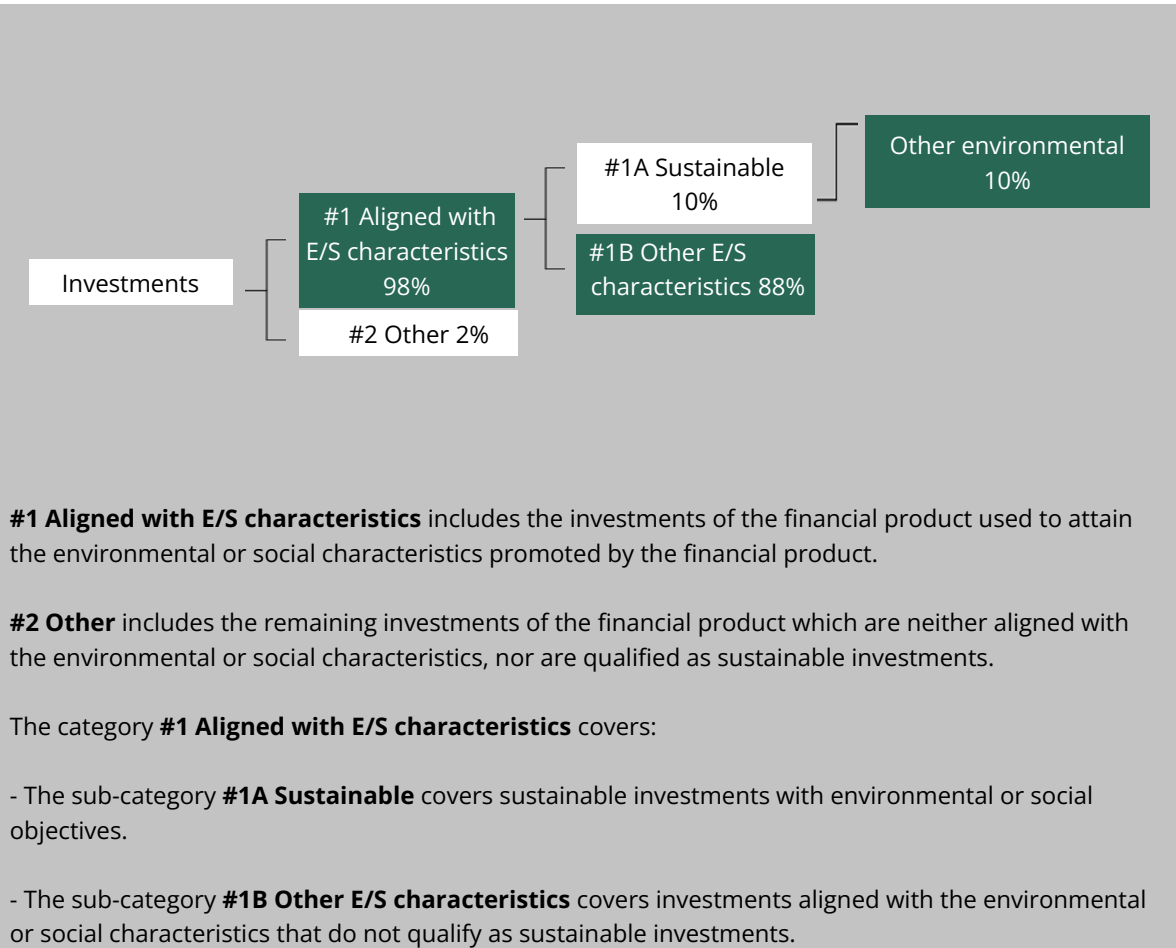 Investments
#1 Aligned with
E/S characteristics
98%
#2 Other 2%
#1A Sustainable
10%
#1B Other E/S
characteristics 88%
Other environmental
10%
#1 Aligned with E/S characteristics includes the investments of the financial product used to attain
the environmental or social characteristics promoted by the financial product.
#2 Other includes the remaining investments of the financial product which are neither aligned with
the environmental or social characteristics, nor are qualified as sustainable investments.
The category #1 Aligned with E/S characteristics covers:
- The sub-category #1A Sustainable covers sustainable investments with environmental or social
objectives.
- The sub-category #1B Other E/S characteristics covers investments aligned with the environmental
or social characteristics that do not qualify as sustainable investments.